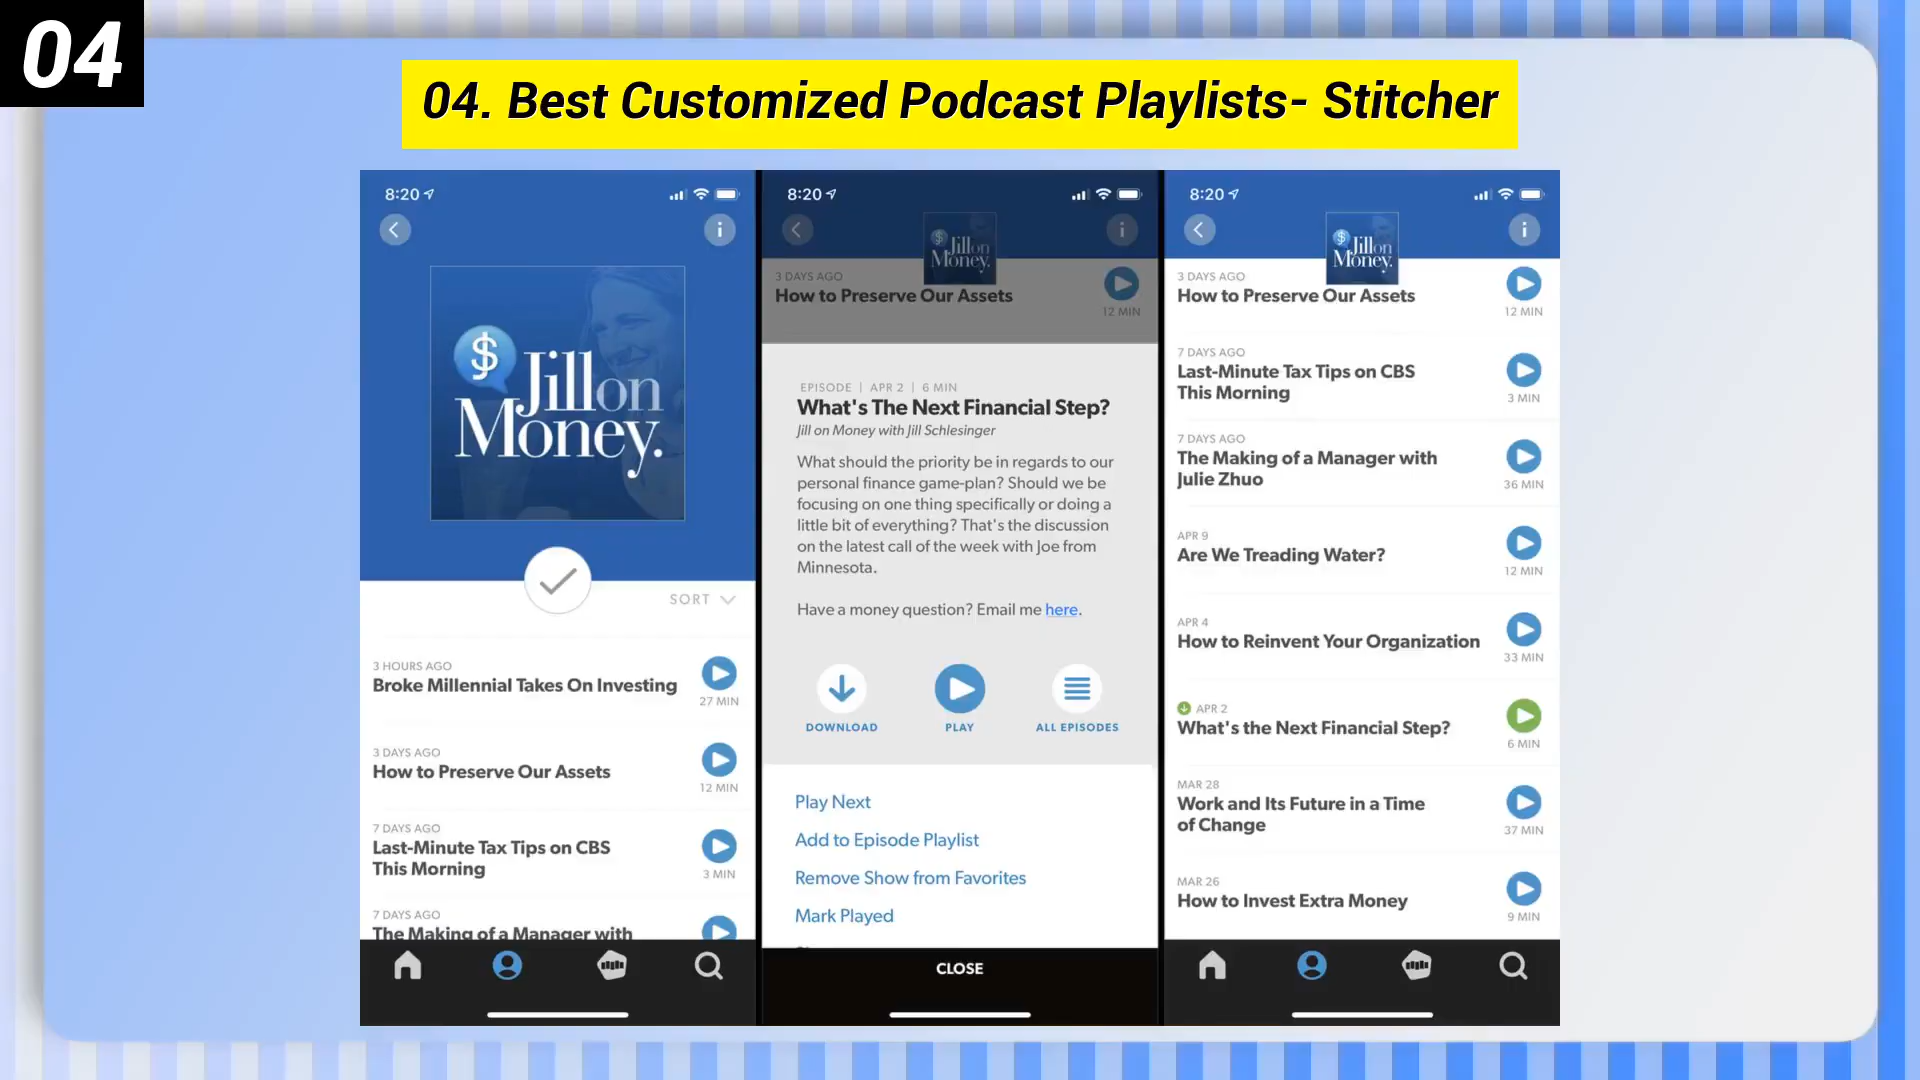 04
04. Best Customized Podcast Playlists- Stitcher
8:20
i
$
Jill on
Money.
SORT
3 HOURS AGO
Broke Millennial Takes On Investing
27 MIN
3 DAYS AGO
How to Preserve Our Assets
12 MIN
7 DAYS AGO
Last-Minute Tax Tips on CBS
This Morning
3 MIN
7 DAYS AGO
The Making of a Manager with
8:20
i
$
Jill on
Money.
3 DAYS AGO
How to Preserve Our Assets
12 MIN
EPISODE | APR 2 | 6 MIN
What's The Next Financial Step?
Jill on Money with Jill Schlesinger
What should the priority be in regards to our
personal finance game-plan? Should we be
focusing on one thing specifically or doing a
little bit of everything? That's the discussion
on the latest call of the week with Joe from
Minnesota.
Have a money question? Email me here.
DOWNLOAD
PLAY
ALL EPISODES
Play Next
Add to Episode Playlist
Remove Show from Favorites
Mark Played
CLOSE
8:20
i
$
Jill on
Money.
3 DAYS AGO
How to Preserve Our Assets
12 MIN
7 DAYS AGO
Last-Minute Tax Tips on CBS
This Morning
3 MIN
7 DAYS AGO
The Making of a Manager with
Julie Zhuo
36 MIN
APR 9
Are We Treading Water?
12 MIN
APR 4
How to Reinvent Your Organization
33 MIN
APR 2
What's the Next Financial Step?
6 MIN
MAR 28
Work and Its Future in a Time
of Change
37 MIN
MAR 26
How to Invest Extra Money
9 MIN